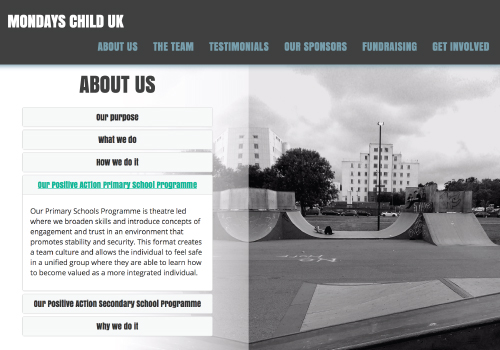 MONDAYS CHILD UK
ABOUT US THE TEAM TESTIMONIALS OUR SPONSORS FUNDRAISING GET INVOLVED
ABOUT US
Our purpose
What we do
How we do it
Our Positive ACTion Primary School Programme
Our Primary Schools Programme is theatre led
where we broaden skills and introduce concepts of
engagement and trust in an environment that
promotes stability and security. This format creates
a team culture and allows the individual to feel safe
in a unified group where they are able to learn how
to become valued as a more integrated individual.
Our Positive ACTion Secondary School Programme
Why we do it